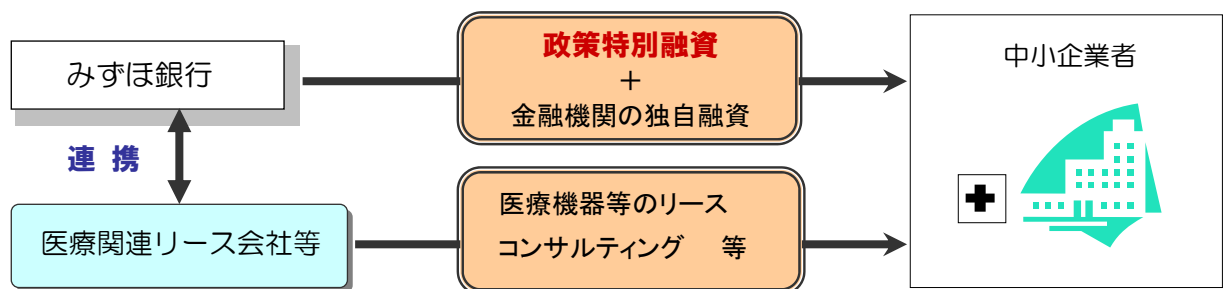 みずほ銀行
連 携
医療関連リース会社等
政策特別融資
+
金融機関の独自融資
医療機器等のリース
コンサルティング 等
中小企業者